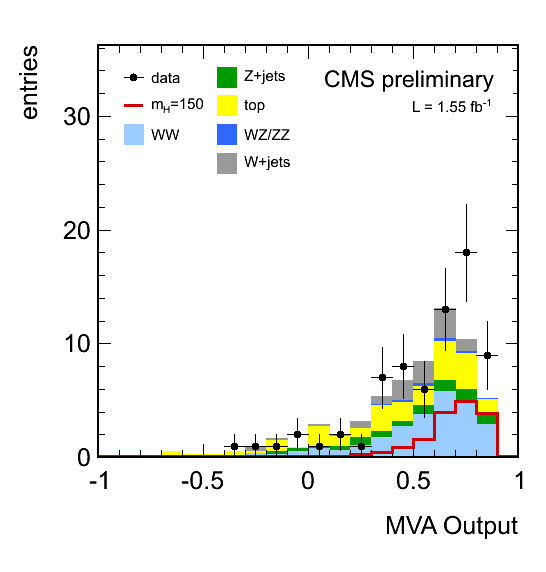 entries
CMS preliminary
L = 1.55 fb⁻¹
data
m_H=150
WW
Z+jets
top
WZ/ZZ
W+jets
30
20
10
0
-1
-0.5
0
0.5
1
MVA Output